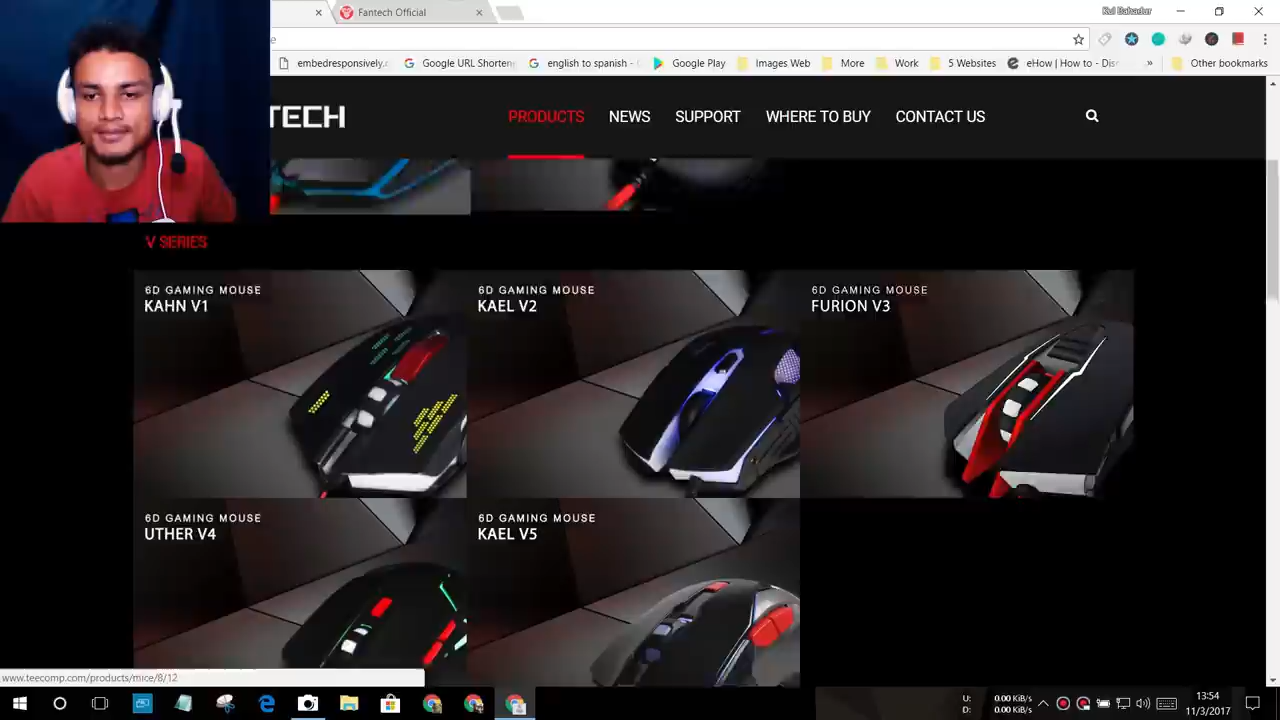 Fantech Official
Kul Bahadur
e
embedresponsively.c
Google URL Shorten
english to spanish -
Google Play
Images Web
More
Work
5 Websites
eHow | How to - Dis
»
Other bookmarks
TECH
PRODUCTS
NEWS
SUPPORT
WHERE TO BUY
CONTACT US
V SERIES
6D GAMING MOUSE
KAHN V1
6D GAMING MOUSE
KAEL V2
6D GAMING MOUSE
FURION V3
6D GAMING MOUSE
UTHER V4
6D GAMING MOUSE
KAEL V5
www.teecomp.com/products/mice/8/12
U: 0.00 KiB/s
D: 0.00 KiB/s
13:54
11/3/2017